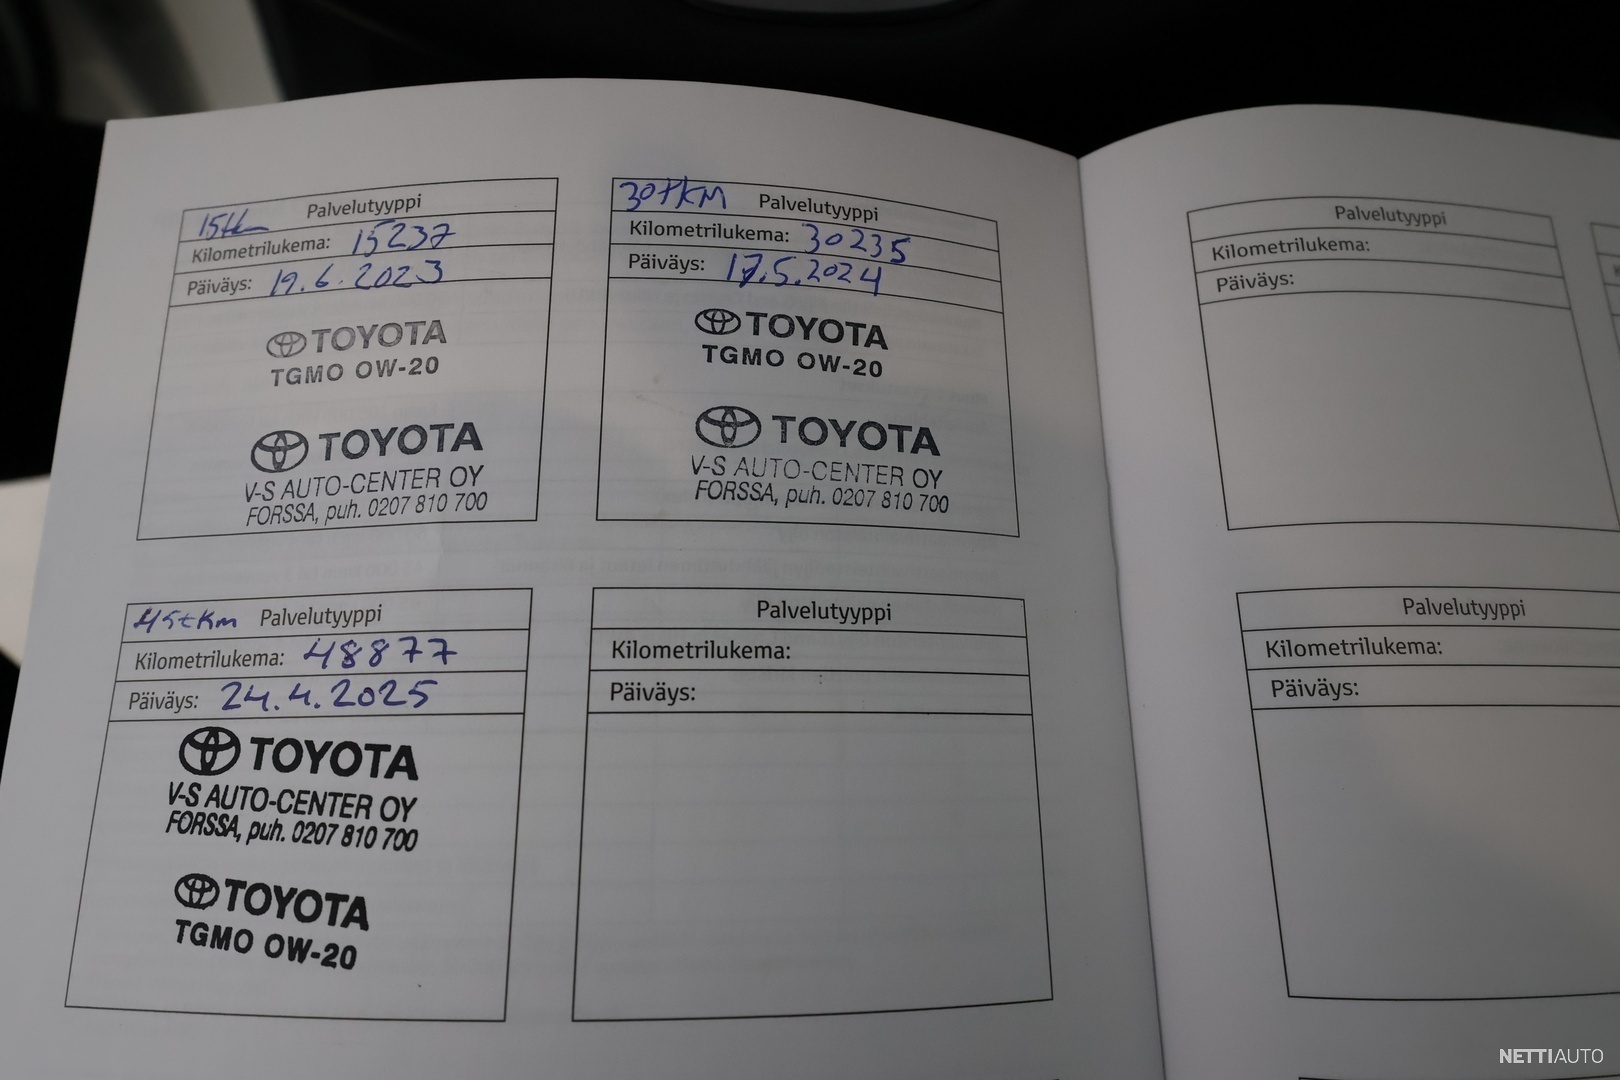 15tkm Palvelutyyppi
Kilometrilukema: 15237
Päiväys: 19.6.2023
TOYOTA
TGMO 0W-20
TOYOTA
V-S AUTO-CENTER OY
FORSSA, puh. 0207 810 700
30tKM Palvelutyyppi
Kilometrilukema: 30235
Päiväys: 17.5.2024
TOYOTA
TGMO 0W-20
TOYOTA
V-S AUTO-CENTER OY
FORSSA, puh. 0207 810 700
45tKm Palvelutyyppi
Kilometrilukema: 48877
Päiväys: 24.4.2025
TOYOTA
V-S AUTO-CENTER OY
FORSSA, puh. 0207 810 700
TOYOTA
TGMO 0W-20
Palvelutyyppi
Kilometrilukema:
Päiväys:
Palvelutyyppi
Kilometrilukema:
Päiväys:
Palvelutyyppi
Kilometrilukema:
Päiväys:
NETTIAUTO